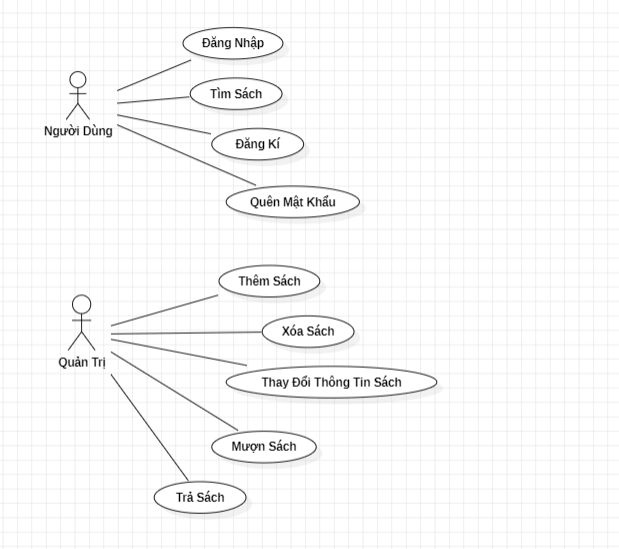 Đăng Nhập
Tìm Sách
Người Dùng
Đăng Kí
Quên Mật Khẩu
Thêm Sách
Xóa Sách
Quản Trị
Thay Đổi Thông Tin Sách
Mượn Sách
Trả Sách